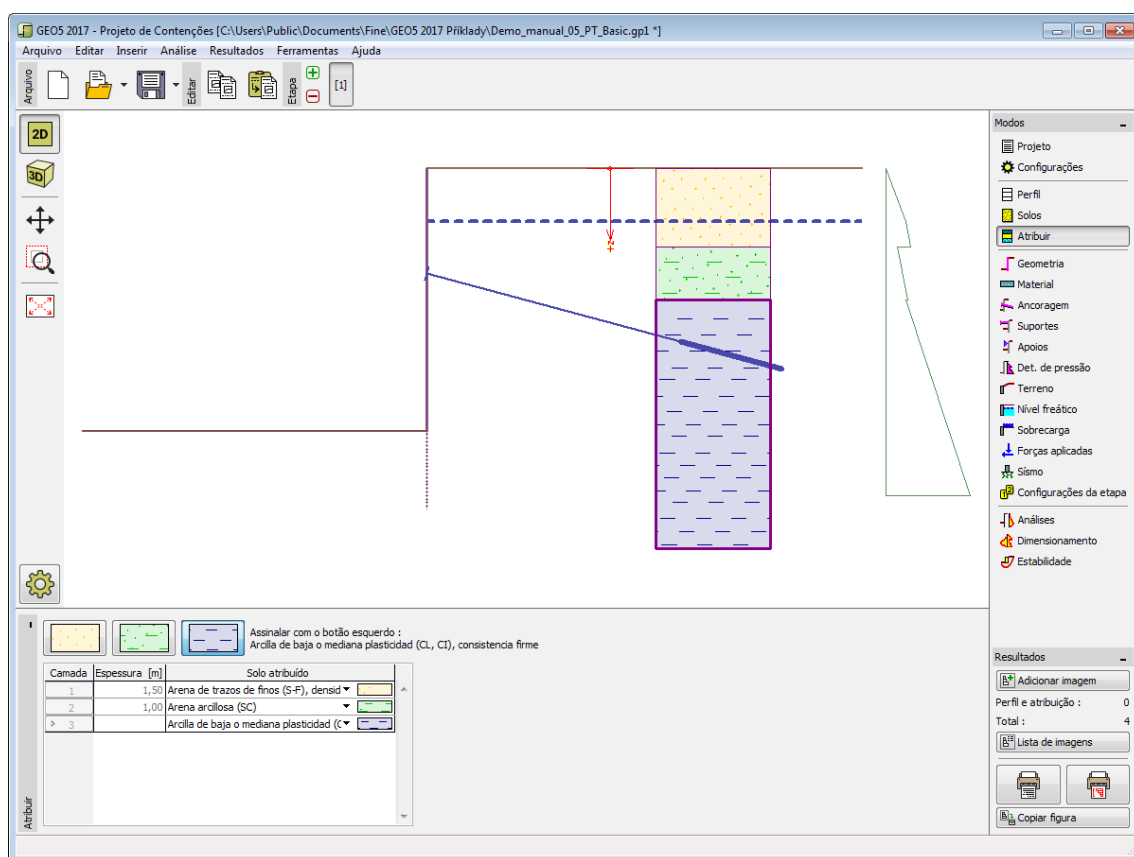 GEO5 2017 - Projeto de Contenções [C:\Users\Public\Documents\Fine\GEO5 2017 Příklady\Demo_manual_05_PT_Basic.gp1 *]
Arquivo Editar Inserir Análise Resultados Ferramentas Ajuda
Arquivo
Editar
Etapa
[1]
2D
3D
+z
Modos
Projeto
Configurações
Perfil
Solos
Atribuir
Geometria
Material
Ancoragem
Suportes
Apoios
Det. de pressão
Terreno
Nível freático
Sobrecarga
Forças aplicadas
Sísmo
Configurações da etapa
Análises
Dimensionamento
Estabilidade
Assinalar com o botão esquerdo :
Arcilla de baja o mediana plasticidad (CL, CI), consistencia firme
Camada Espessura [m] Solo atribuído
1 1,50 Arena de trazos de finos (S-F), densid
2 1,00 Arena arcillosa (SC)
> 3 Arcilla de baja o mediana plasticidad (C
Atribuir
Resultados
Adicionar imagem
Perfil e atribuição : 0
Total : 4
Lista de imagens
Copiar figura